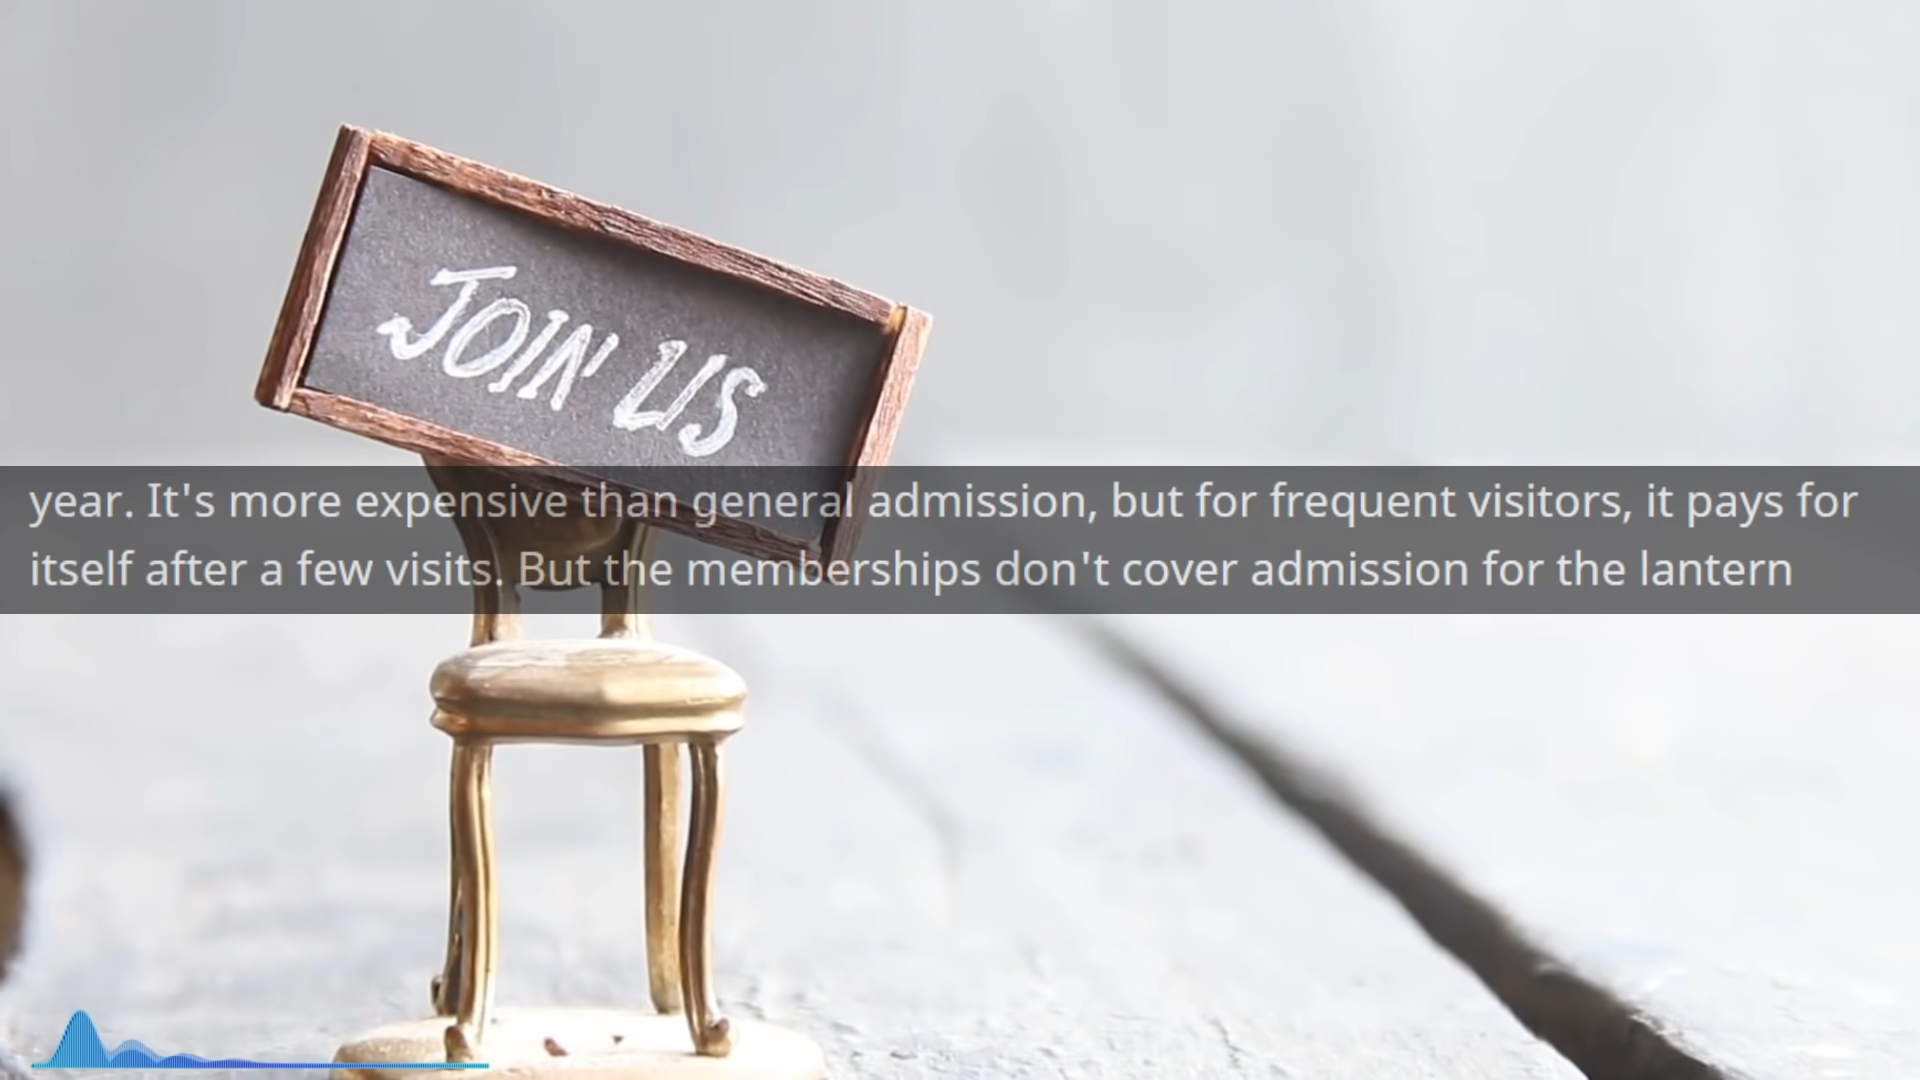 JOIN US
year. It's more expensive than general admission, but for frequent visitors, it pays for
itself after a few visits. But the memberships don't cover admission for the lantern